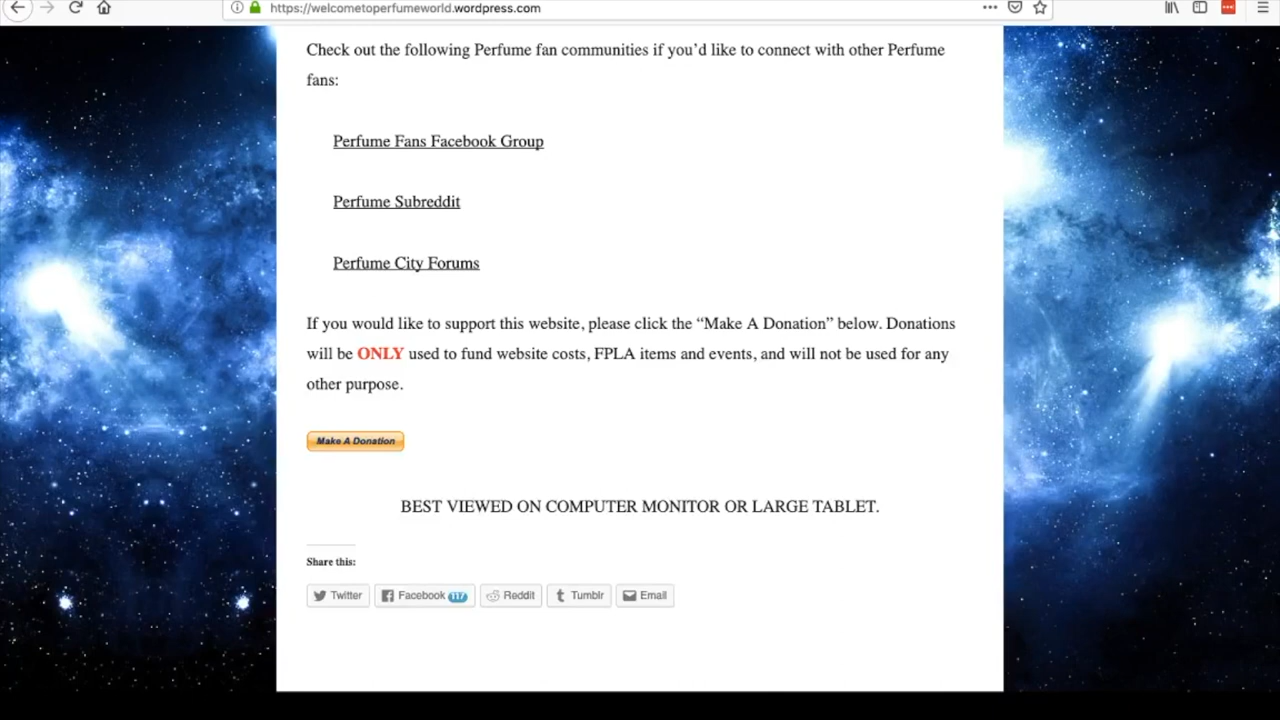 https://welcometoperfumeworld.wordpress.com
Check out the following Perfume fan communities if you’d like to connect with other Perfume
fans:
Perfume Fans Facebook Group
Perfume Subreddit
Perfume City Forums
If you would like to support this website, please click the “Make A Donation” below. Donations
will be ONLY used to fund website costs, FPLA items and events, and will not be used for any
other purpose.
Make A Donation
BEST VIEWED ON COMPUTER MONITOR OR LARGE TABLET.
Share this:
Twitter Facebook 117 Reddit Tumblr Email